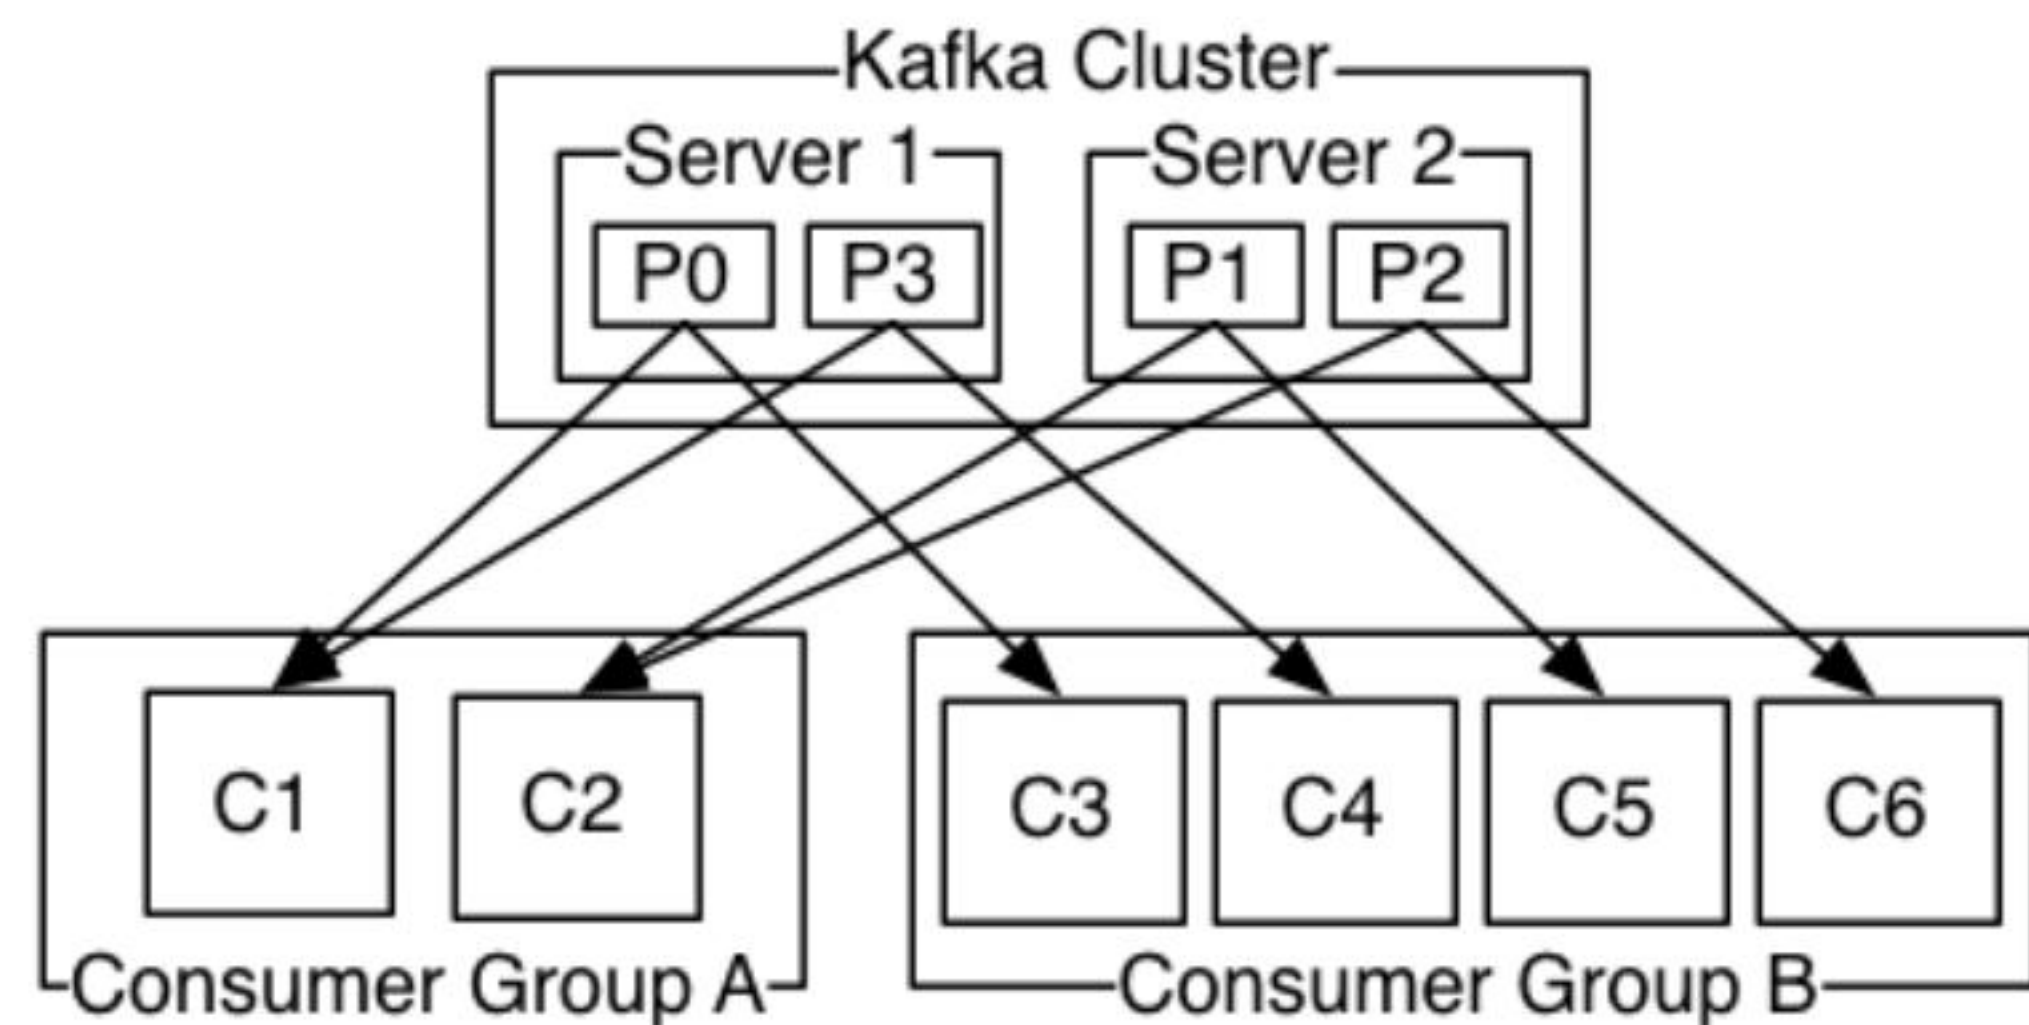 Kafka Cluster
Server 1
Server 2
P0
P3
P1
P2
C1
C2
C3
C4
C5
C6
Consumer Group A
Consumer Group B